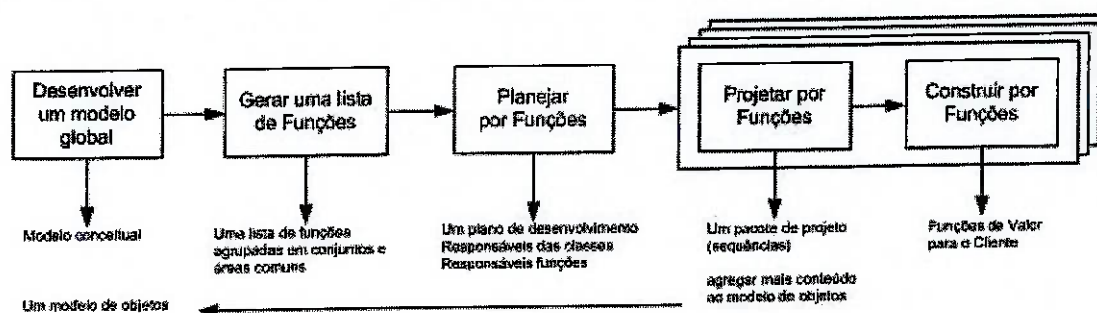 Desenvolver
um modelo
global
Gerar uma lista
de Funções
Planejar
por Funções
Projetar por
Funções
Construir por
Funções
Modelo conceitual
Uma lista de funções
agrupadas em conjuntos e
áreas comuns
Um plano de desenvolvimento
Responsáveis das classes
Responsáveis funções
Um pacote de projeto
(sequências)
agregar mais conteúdo
ao modelo de objetos
Funções de Valor
para o Cliente
Um modelo de objetos